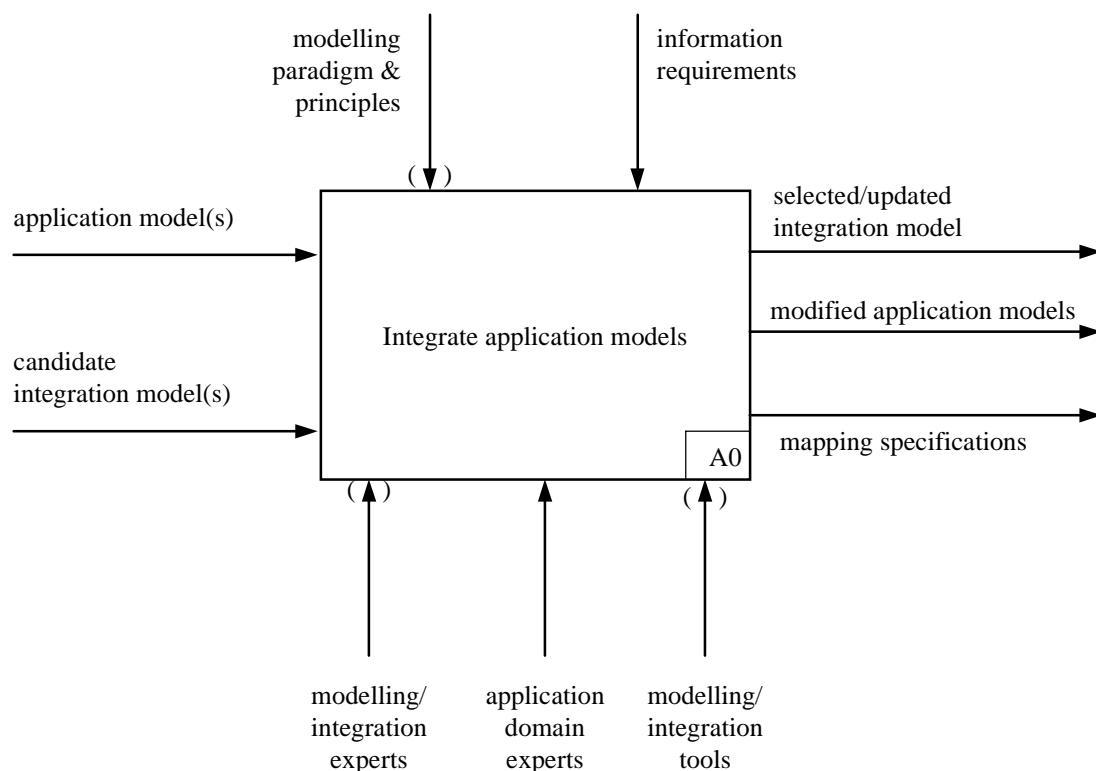 modelling
paradigm &
principles
information
requirements
( )
application model(s)
selected/updated
integration model
modified application models
Integrate application models
candidate
integration model(s)
mapping specifications
A0
( )
( )
modelling/
integration
experts
application
domain
experts
modelling/
integration
tools